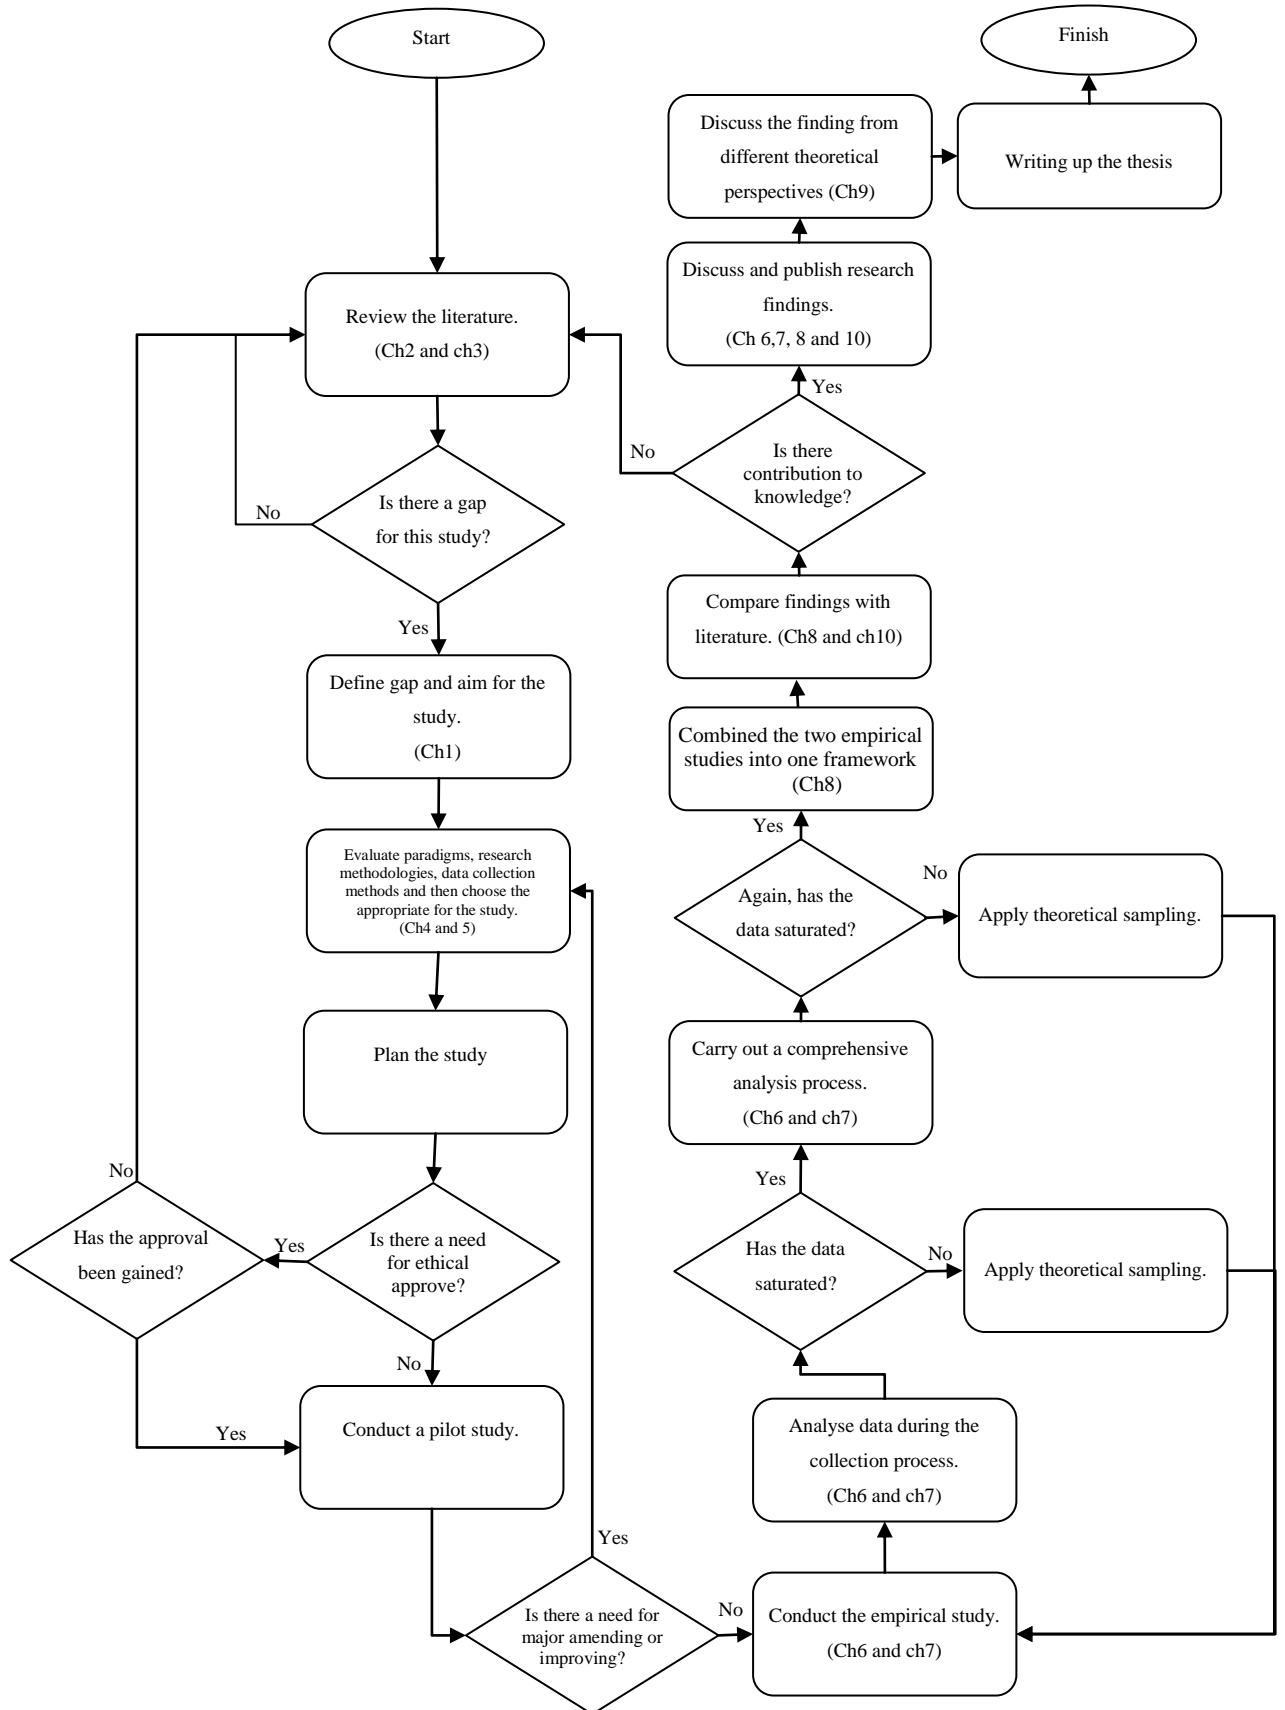 Start
Review the literature.
(Ch2 and ch3)
Is there a gap
for this study?
No
Yes
Define gap and aim for the
study.
(Ch1)
Evaluate paradigms, research
methodologies, data collection
methods and then choose the
appropriate for the study.
(Ch4 and 5)
Plan the study
Is there a need
for ethical
approve?
Yes
No
Has the approval
been gained?
No
Yes
Conduct a pilot study.
Is there a need for
major amending or
improving?
Yes
No
Conduct the empirical study.
(Ch6 and ch7)
Analyse data during the
collection process.
(Ch6 and ch7)
Has the data
saturated?
No
Apply theoretical sampling.
Yes
Carry out a comprehensive
analysis process.
(Ch6 and ch7)
Again, has the
data saturated?
No
Apply theoretical sampling.
Yes
Combined the two empirical
studies into one framework
(Ch8)
Compare findings with
literature. (Ch8 and ch10)
Is there
contribution to
knowledge?
No
Yes
Discuss and publish research
findings.
(Ch 6,7, 8 and 10)
Discuss the finding from
different theoretical
perspectives (Ch9)
Writing up the thesis
Finish